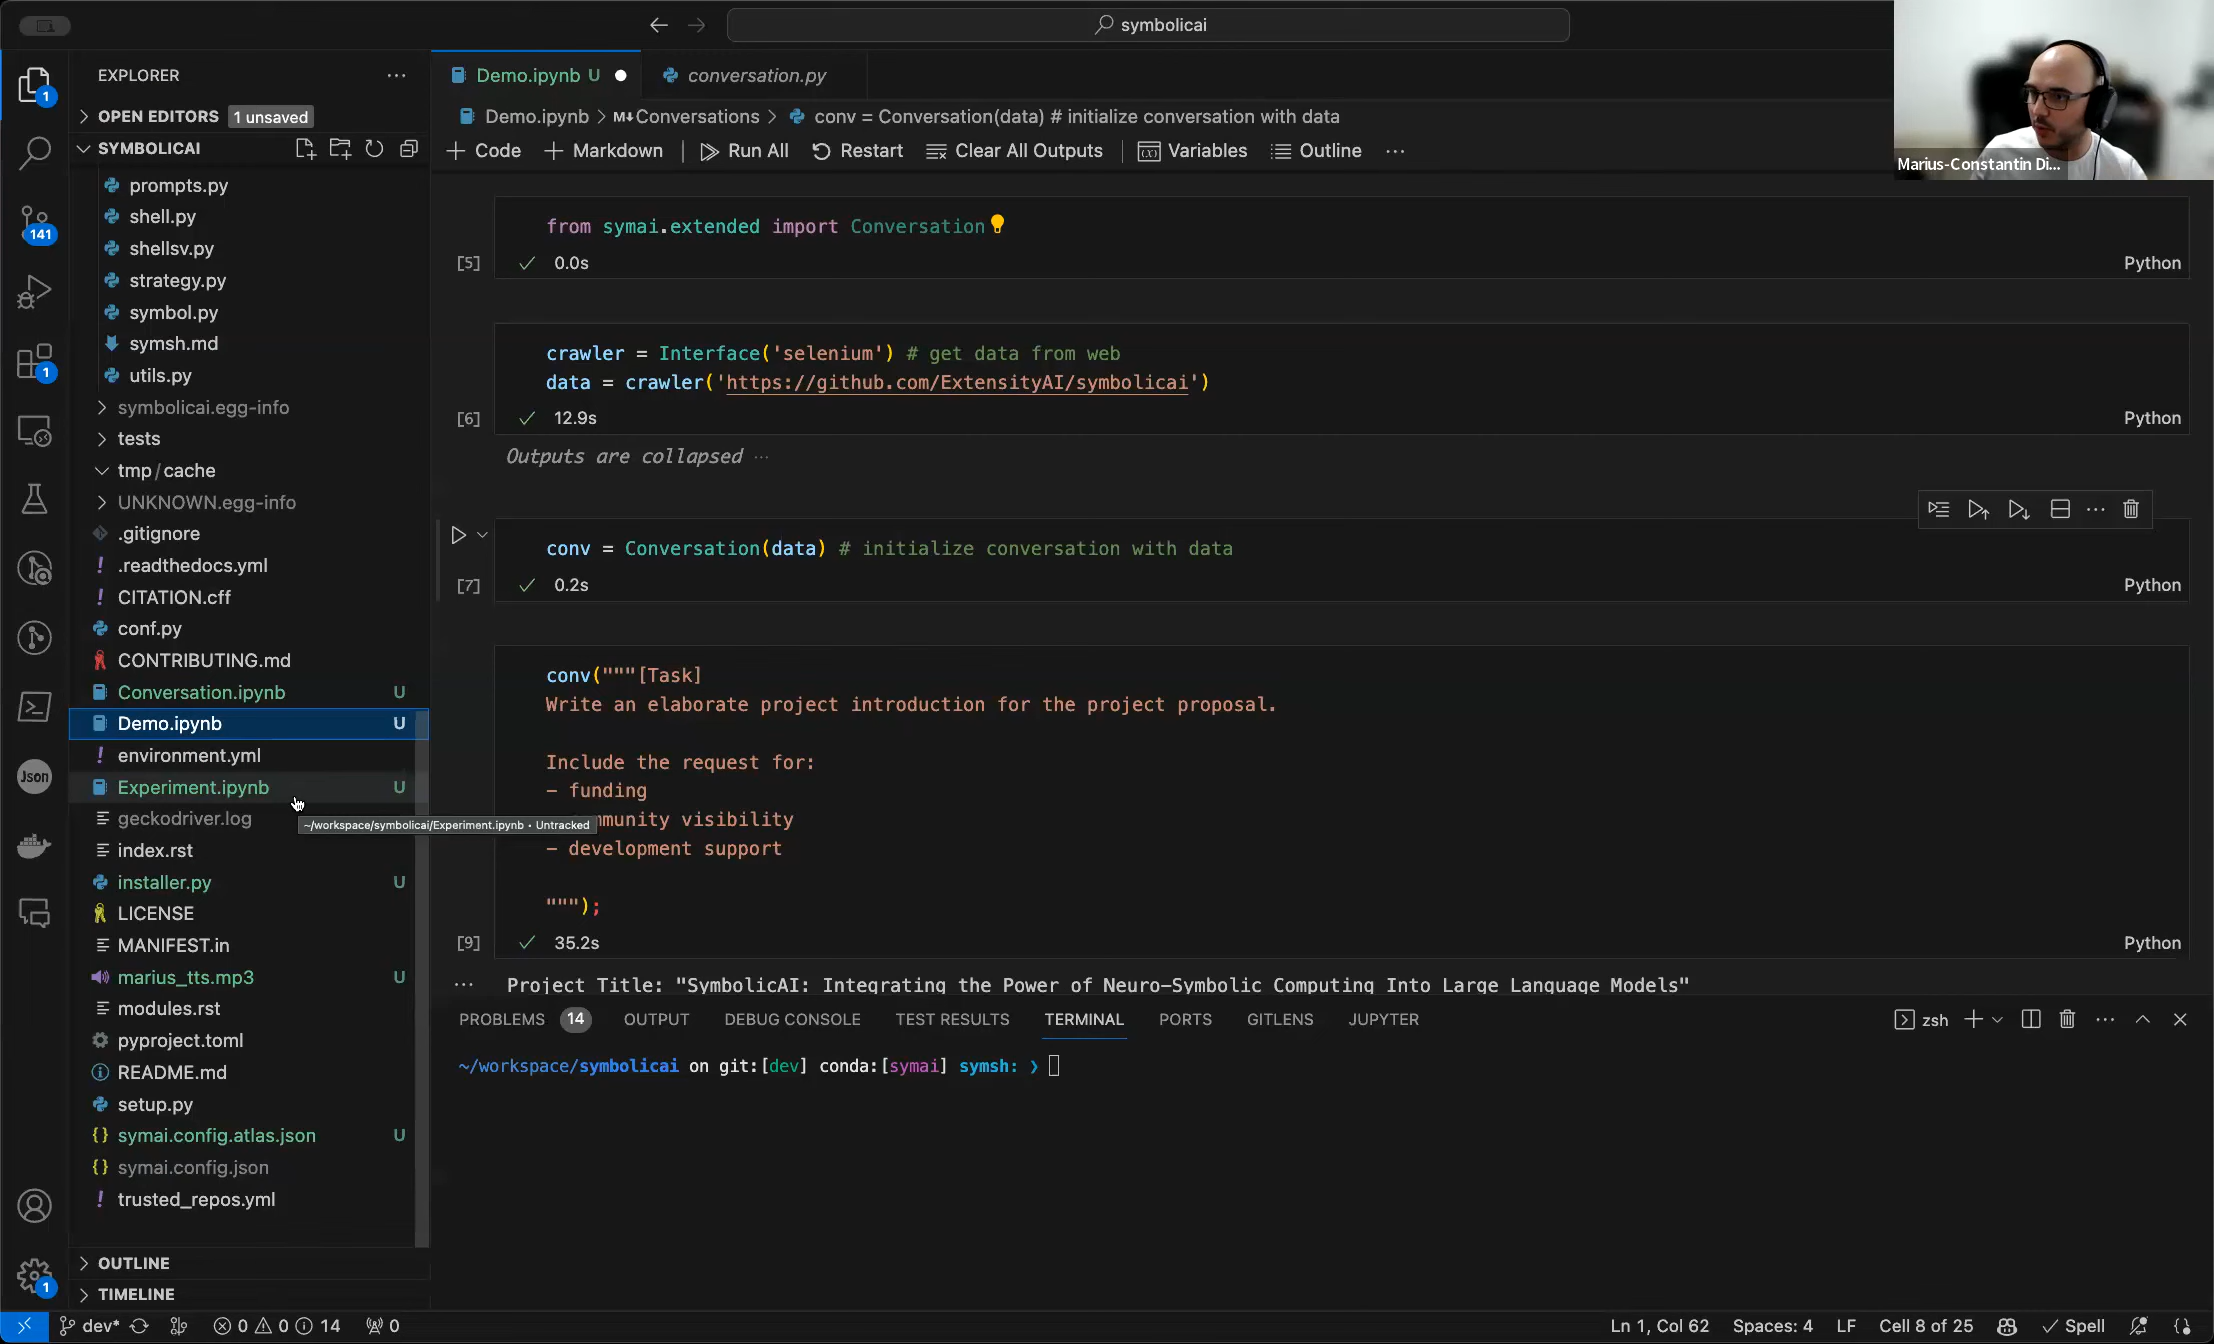 symbolicai
EXPLORER
Demo.ipynb U
conversation.py
OPEN EDITORS 1 unsaved
Demo.ipynb > M↓Conversations > conv = Conversation(data) # initialize conversation with data
SYMBOLICAI
+ Code + Markdown Run All Restart Clear All Outputs Variables Outline ...
Marius-Constantin Di...
prompts.py
shell.py
shellsv.py
strategy.py
symbol.py
symsh.md
utils.py
symbolicai.egg-info
tests
tmp/cache
UNKNOWN.egg-info
.gitignore
! .readthedocs.yml
! CITATION.cff
conf.py
CONTRIBUTING.md
Conversation.ipynb U
Demo.ipynb U
! environment.yml
Experiment.ipynb U
geckodriver.log
~/workspace/symbolicai/Experiment.ipynb • Untracked
index.rst
installer.py U
LICENSE
MANIFEST.in
marius_tts.mp3 U
modules.rst
pyproject.toml
README.md
setup.py
{} symai.config.atlas.json U
{} symai.config.json
! trusted_repos.yml
OUTLINE
TIMELINE
1
141
1
Json
1
from symai.extended import Conversation
[5] ✓ 0.0s Python
crawler = Interface('selenium') # get data from web
data = crawler('https://github.com/ExtensityAI/symbolicai')
[6] ✓ 12.9s Python
Outputs are collapsed ...
conv = Conversation(data) # initialize conversation with data
[7] ✓ 0.2s Python
conv("""[Task]
Write an elaborate project introduction for the project proposal.
Include the request for:
- funding
munity visibility
- development support
""");
[9] ✓ 35.2s Python
... Project Title: "SymbolicAI: Integrating the Power of Neuro-Symbolic Computing Into Large Language Models"
PROBLEMS 14 OUTPUT DEBUG CONSOLE TEST RESULTS TERMINAL PORTS GITLENS JUPYTER
zsh
~/workspace/symbolicai on git:[dev] conda:[symai] symsh: ❯
dev* 0 0 14 0
Ln 1, Col 62 Spaces: 4 LF Cell 8 of 25 Spell